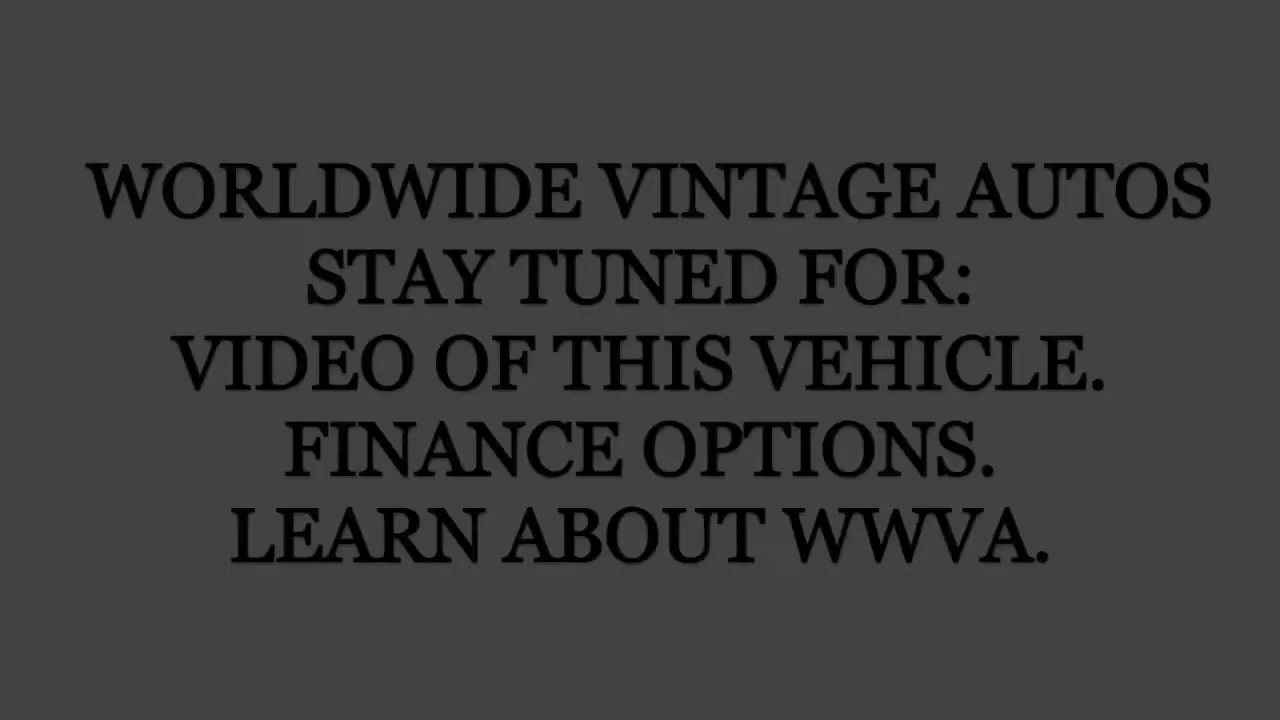 WORLDWIDE VINTAGE AUTOS
STAY TUNED FOR:
VIDEO OF THIS VEHICLE.
FINANCE OPTIONS.
LEARN ABOUT WWVA.